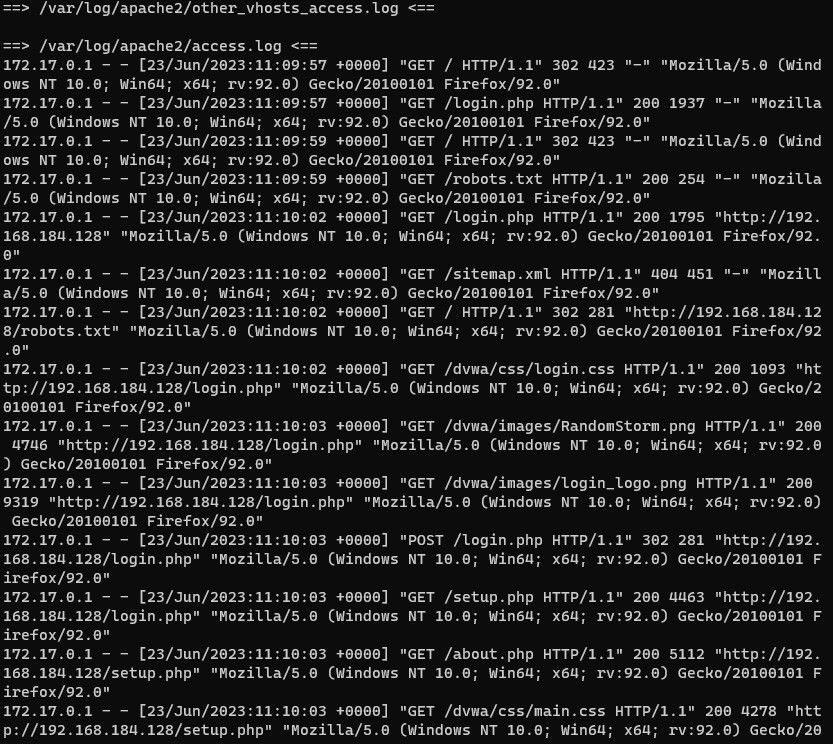 ==> /var/log/apache2/other_vhosts_access.log <==
==> /var/log/apache2/access.log <==
172.17.0.1 - - [23/Jun/2023:11:09:57 +0000] "GET / HTTP/1.1" 302 423 "-" "Mozilla/5.0 (Wind
ows NT 10.0; Win64; x64; rv:92.0) Gecko/20100101 Firefox/92.0"
172.17.0.1 - - [23/Jun/2023:11:09:57 +0000] "GET /login.php HTTP/1.1" 200 1937 "-" "Mozilla
/5.0 (Windows NT 10.0; Win64; x64; rv:92.0) Gecko/20100101 Firefox/92.0"
172.17.0.1 - - [23/Jun/2023:11:09:59 +0000] "GET / HTTP/1.1" 302 423 "-" "Mozilla/5.0 (Wind
ows NT 10.0; Win64; x64; rv:92.0) Gecko/20100101 Firefox/92.0"
172.17.0.1 - - [23/Jun/2023:11:09:59 +0000] "GET /robots.txt HTTP/1.1" 200 254 "-" "Mozilla
/5.0 (Windows NT 10.0; Win64; x64; rv:92.0) Gecko/20100101 Firefox/92.0"
172.17.0.1 - - [23/Jun/2023:11:10:02 +0000] "GET /login.php HTTP/1.1" 200 1795 "http://192.
168.184.128" "Mozilla/5.0 (Windows NT 10.0; Win64; x64; rv:92.0) Gecko/20100101 Firefox/92.
0"
172.17.0.1 - - [23/Jun/2023:11:10:02 +0000] "GET /sitemap.xml HTTP/1.1" 404 451 "-" "Mozill
a/5.0 (Windows NT 10.0; Win64; x64; rv:92.0) Gecko/20100101 Firefox/92.0"
172.17.0.1 - - [23/Jun/2023:11:10:02 +0000] "GET / HTTP/1.1" 302 281 "http://192.168.184.12
8/robots.txt" "Mozilla/5.0 (Windows NT 10.0; Win64; x64; rv:92.0) Gecko/20100101 Firefox/92
.0"
172.17.0.1 - - [23/Jun/2023:11:10:02 +0000] "GET /dvwa/css/login.css HTTP/1.1" 200 1093 "ht
tp://192.168.184.128/login.php" "Mozilla/5.0 (Windows NT 10.0; Win64; x64; rv:92.0) Gecko/2
0100101 Firefox/92.0"
172.17.0.1 - - [23/Jun/2023:11:10:03 +0000] "GET /dvwa/images/RandomStorm.png HTTP/1.1" 200
 4746 "http://192.168.184.128/login.php" "Mozilla/5.0 (Windows NT 10.0; Win64; x64; rv:92.0
) Gecko/20100101 Firefox/92.0"
172.17.0.1 - - [23/Jun/2023:11:10:03 +0000] "GET /dvwa/images/login_logo.png HTTP/1.1" 200
9319 "http://192.168.184.128/login.php" "Mozilla/5.0 (Windows NT 10.0; Win64; x64; rv:92.0)
 Gecko/20100101 Firefox/92.0"
172.17.0.1 - - [23/Jun/2023:11:10:03 +0000] "POST /login.php HTTP/1.1" 302 281 "http://192.
168.184.128/login.php" "Mozilla/5.0 (Windows NT 10.0; Win64; x64; rv:92.0) Gecko/20100101 F
irefox/92.0"
172.17.0.1 - - [23/Jun/2023:11:10:03 +0000] "GET /setup.php HTTP/1.1" 200 4463 "http://192.
168.184.128/login.php" "Mozilla/5.0 (Windows NT 10.0; Win64; x64; rv:92.0) Gecko/20100101 F
irefox/92.0"
172.17.0.1 - - [23/Jun/2023:11:10:03 +0000] "GET /about.php HTTP/1.1" 200 5112 "http://192.
168.184.128/setup.php" "Mozilla/5.0 (Windows NT 10.0; Win64; x64; rv:92.0) Gecko/20100101 F
irefox/92.0"
172.17.0.1 - - [23/Jun/2023:11:10:03 +0000] "GET /dvwa/css/main.css HTTP/1.1" 200 4278 "htt
p://192.168.184.128/setup.php" "Mozilla/5.0 (Windows NT 10.0; Win64; x64; rv:92.0) Gecko/20